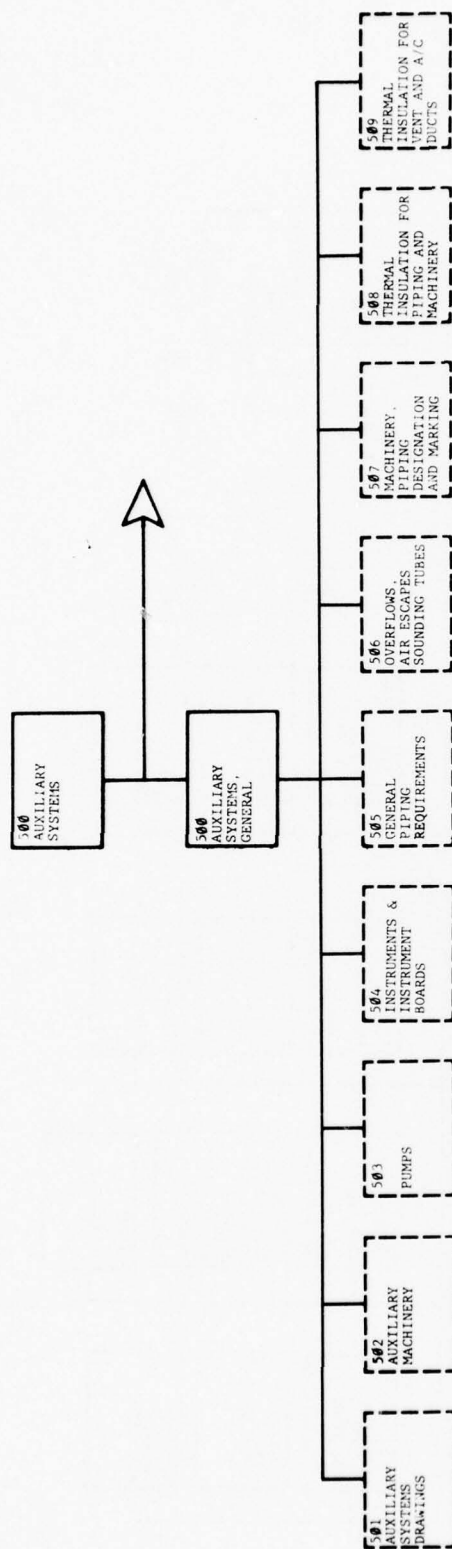 500
AUXILIARY
SYSTEMS
500
AUXILIARY
SYSTEMS,
GENERAL
501
AUXILIARY
SYSTEMS
DRAWINGS
502
AUXILIARY
MACHINERY
503
PUMPS
504
INSTRUMENTS &
INSTRUMENT
BOARDS
505
GENERAL
PIPING
REQUIREMENTS
506
OVERFLOWS,
AIR ESCAPES
SOUNDING TUBES
507
MACHINERY,
PIPING
DESIGNATION
AND MARKING
508
THERMAL
INSULATION FOR
PIPING AND
MACHINERY
509
THERMAL
INSULATION FOR
VENT AND A/C
DUCTS